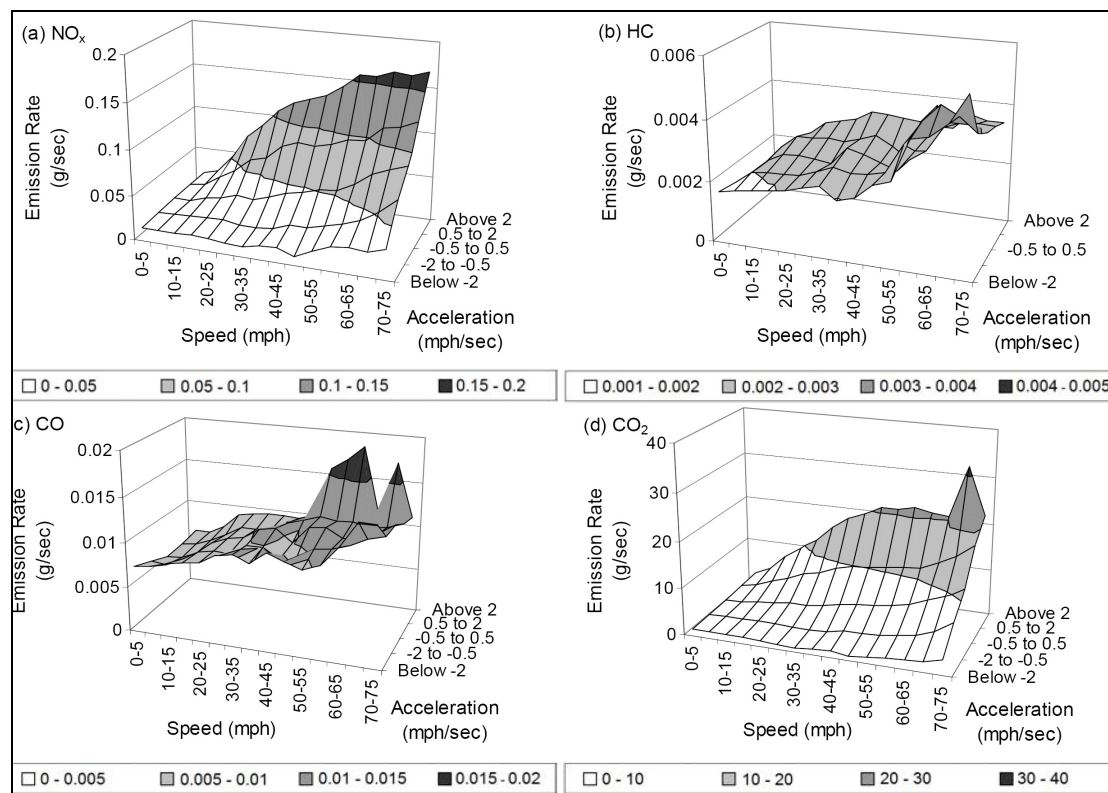 (a) NOx
0.2
0.15
0.1
0.05
0
Emission Rate
(g/sec)
0-5
10-15
20-25
30-35
40-45
50-55
60-65
70-75
Speed (mph)
Above 2
0.5 to 2
-0.5 to 0.5
-2 to -0.5
Below -2
Acceleration
(mph/sec)
0 - 0.05 0.05 - 0.1 0.1 - 0.15 0.15 - 0.2
(b) HC
0.006
0.004
0.002
0
Emission Rate
(g/sec)
0-5
10-15
20-25
30-35
40-45
50-55
60-65
70-75
Speed (mph)
Above 2
-0.5 to 0.5
Below -2
Acceleration
(mph/sec)
0.001 - 0.002 0.002 - 0.003 0.003 - 0.004 0.004 - 0.005
c) CO
0.02
0.015
0.01
0.005
0
Emission Rate
(g/sec)
0-5
10-15
20-25
30-35
40-45
50-55
60-65
70-75
Speed (mph)
Above 2
0.5 to 2
-0.5 to 0.5
-2 to -0.5
Below -2
Acceleration
(mph/sec)
0 - 0.005 0.005 - 0.01 0.01 - 0.015 0.015 - 0.02
(d) CO2
40
30
20
10
0
Emission Rate
(g/sec)
0-5
10-15
20-25
30-35
40-45
50-55
60-65
70-75
Speed (mph)
Above 2
0.5 to 2
-0.5 to 0.5
-2 to -0.5
Below -2
Acceleration
(mph/sec)
0 - 10 10 - 20 20 - 30 30 - 40